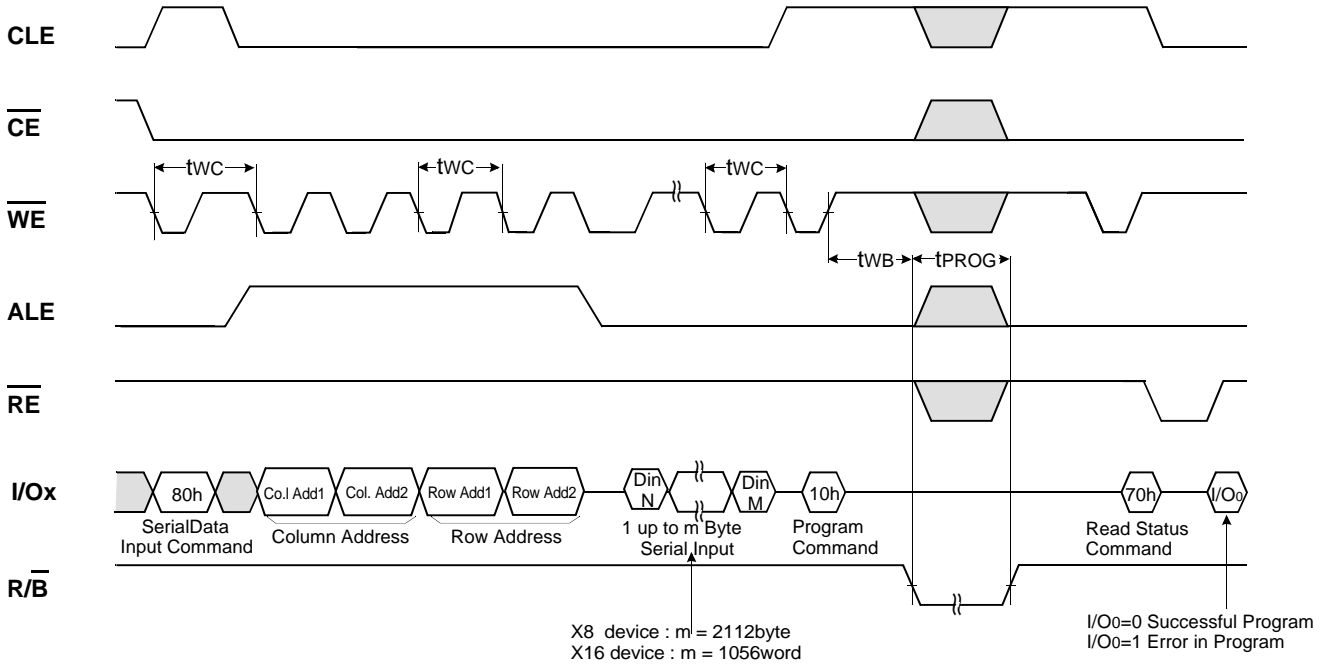 CLE
CE
tWC tWC tWC
WE
tWB tPROG
ALE
RE
I/Ox
80h Co.l Add1 Col. Add2 Row Add1 Row Add2 Din N Din M 10h 70h I/O0
SerialData Input Command
Column Address
Row Address
1 up to m Byte
Serial Input
Program
Command
Read Status
Command
R/B
X8 device : m = 2112byte
X16 device : m = 1056word
I/O0=0 Successful Program
I/O0=1 Error in Program